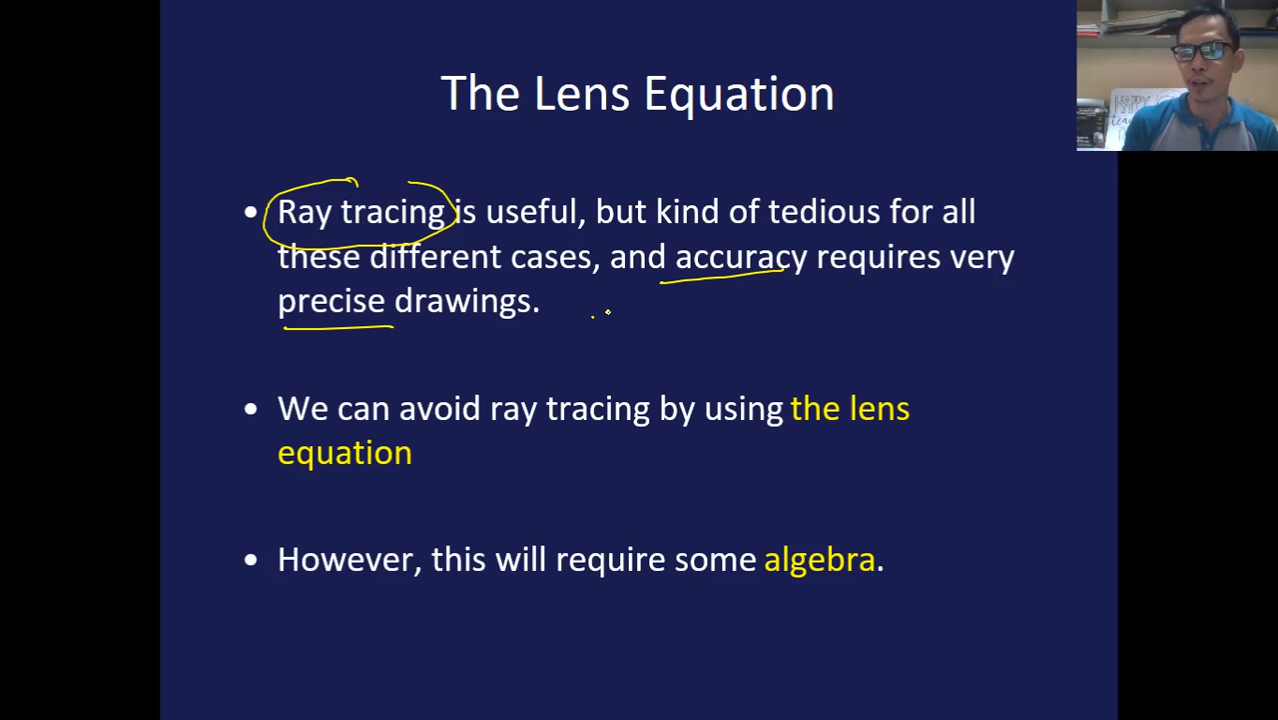 The Lens Equation
• Ray tracing is useful, but kind of tedious for all
these different cases, and accuracy requires very
precise drawings.
• We can avoid ray tracing by using the lens
equation
• However, this will require some algebra.